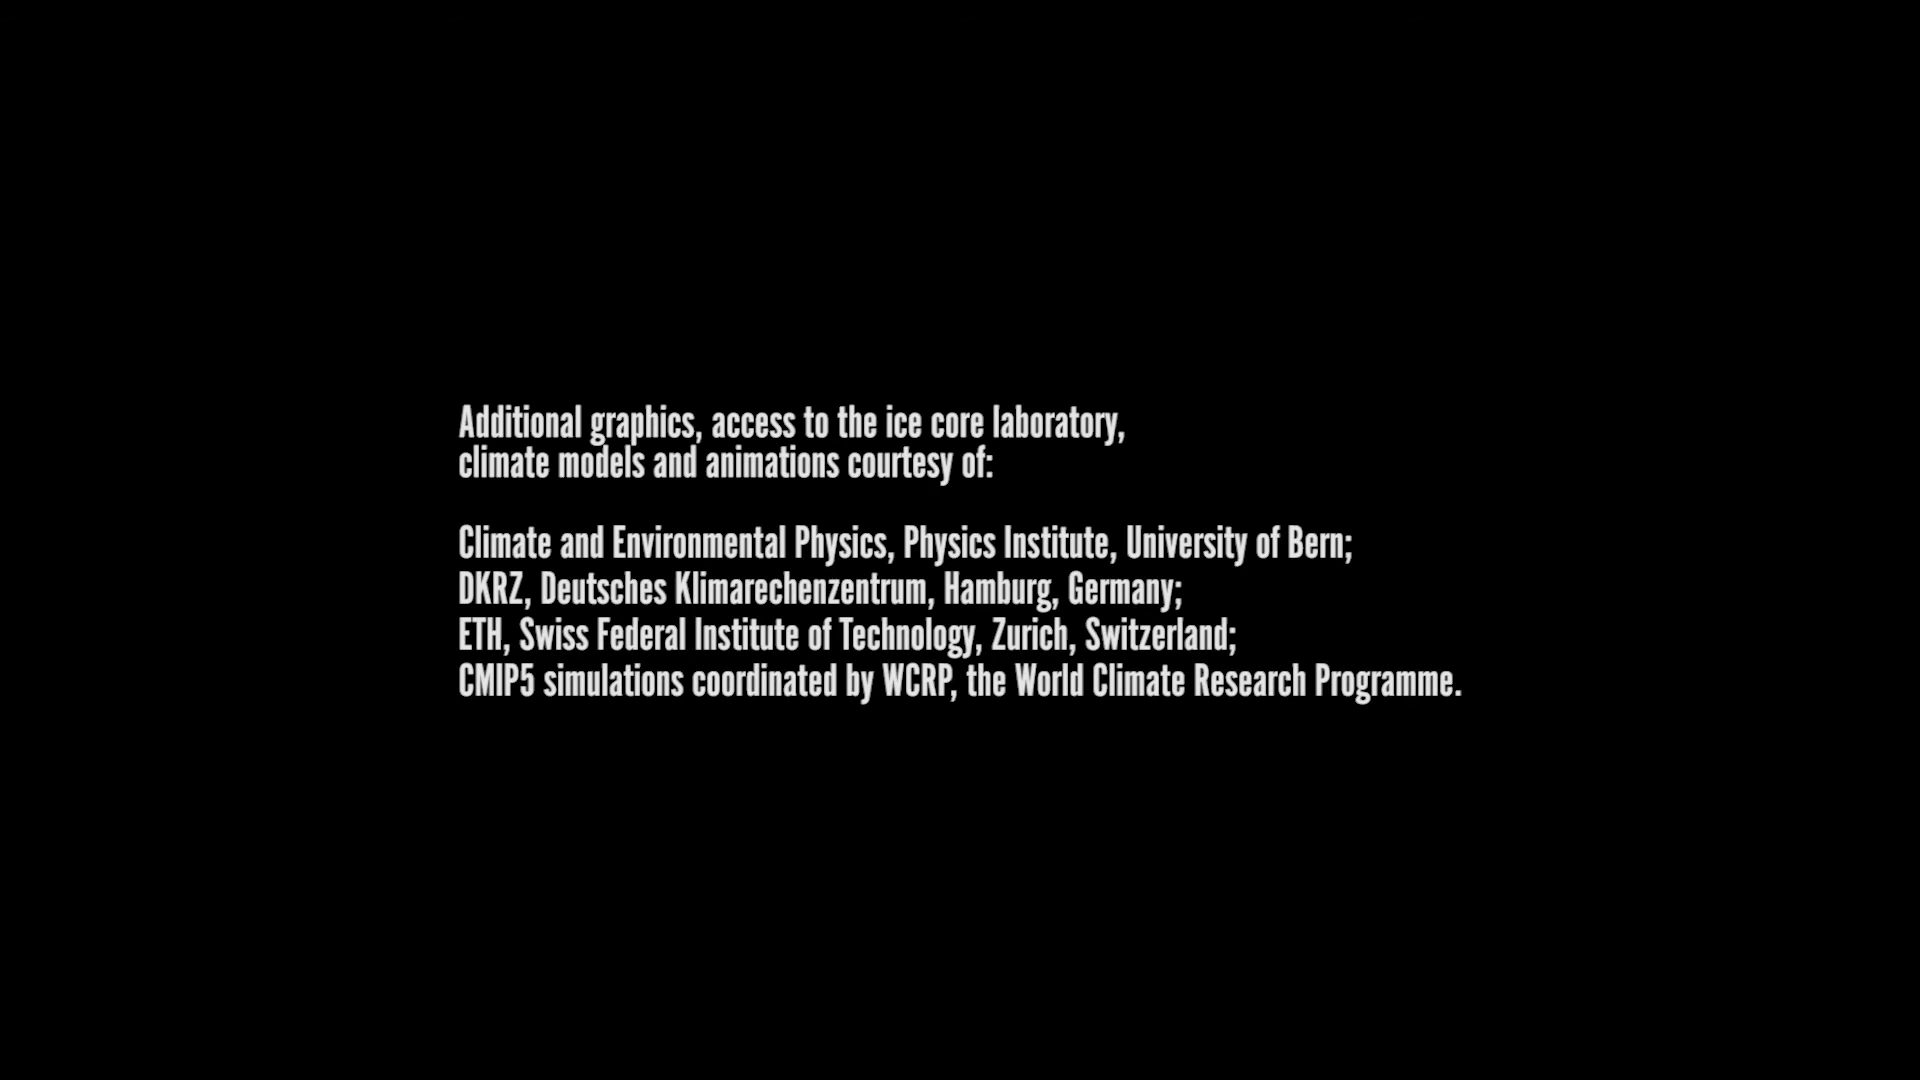 Additional graphics, access to the ice core laboratory,
climate models and animations courtesy of:
Climate and Environmental Physics, Physics Institute, University of Bern;
DKRZ, Deutsches Klimarechenzentrum, Hamburg, Germany;
ETH, Swiss Federal Institute of Technology, Zurich, Switzerland;
CMIP5 simulations coordinated by WCRP, the World Climate Research Programme.